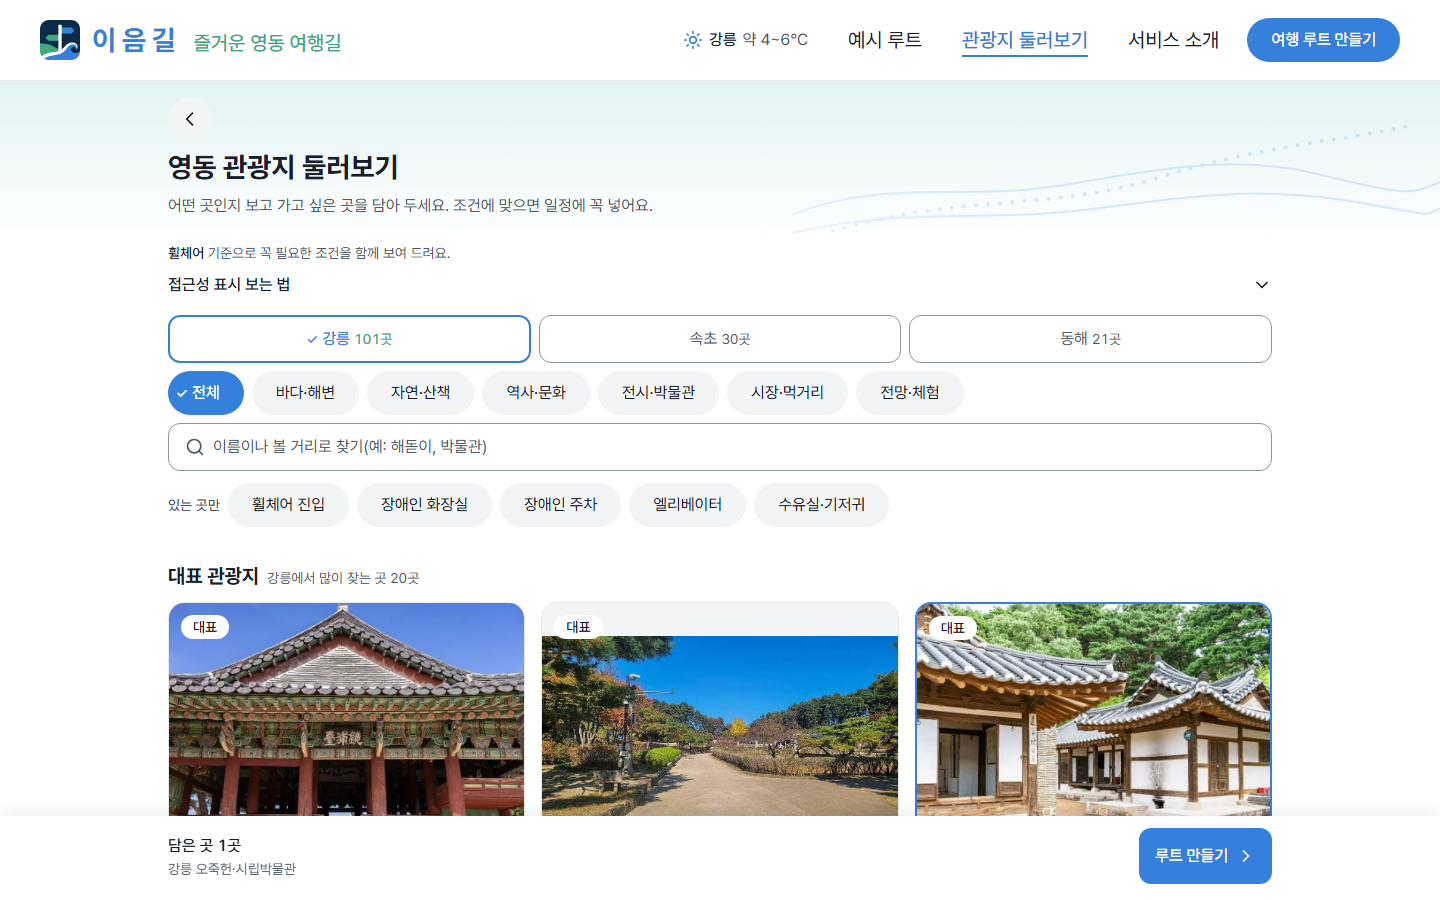 이음길 즐거운 영동 여행길
강릉 약 4~6°C 예시 루트 관광지 둘러보기 서비스 소개 여행 루트 만들기
영동 관광지 둘러보기
어떤 곳인지 보고 가고 싶은 곳을 담아 두세요. 조건에 맞으면 일정에 꼭 넣어요.
휠체어 기준으로 꼭 필요한 조건을 함께 보여 드려요.
접근성 표시 보는 법
강릉 101곳 속초 30곳 동해 21곳
전체 바다·해변 자연·산책 역사·문화 전시·박물관 시장·먹거리 전망·체험
이름이나 볼 거리로 찾기(예: 해돋이, 박물관)
있는 곳만 휠체어 진입 장애인 화장실 장애인 주차 엘리베이터 수유실·기저귀
대표 관광지 강릉에서 많이 찾는 곳 20곳
대표 대표 대표
臺浦鏡
담은 곳 1곳
강릉 오죽헌·시립박물관
루트 만들기